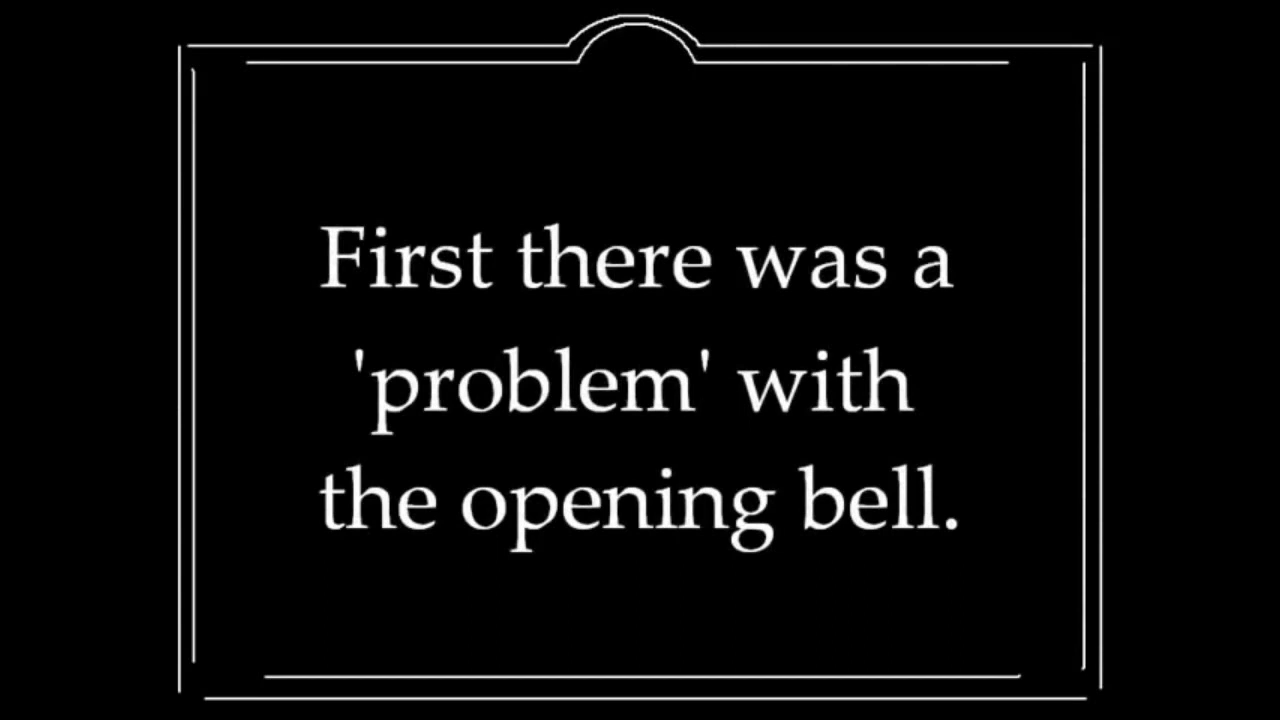 First there was a
'problem' with
the opening bell.